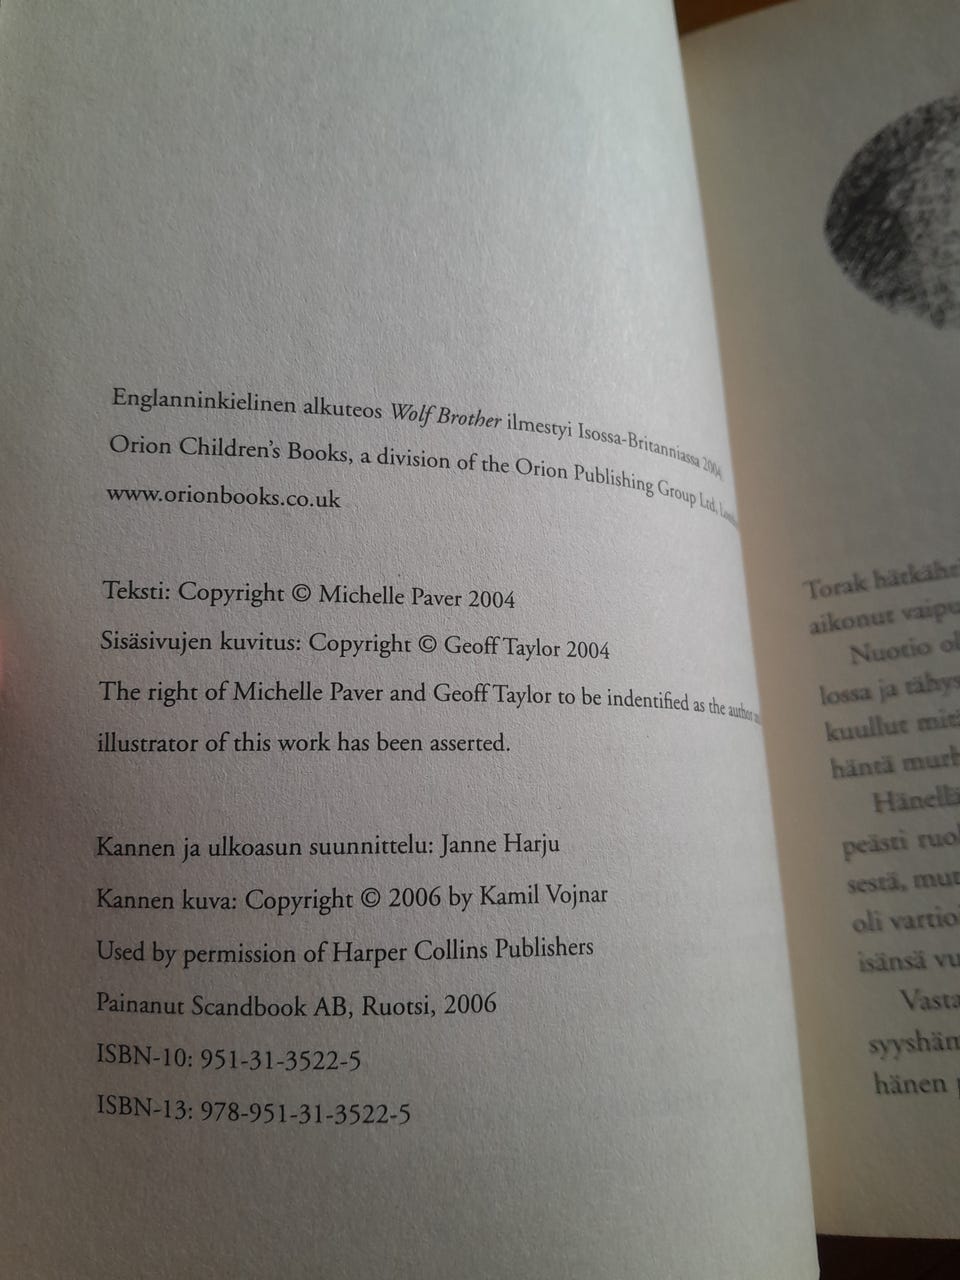 Englanninkielinen alkuteos Wolf Brother ilmestyi Isossa-Britanniassa 2004
Orion Children's Books, a division of the Orion Publishing Group Ltd,
www.orionbooks.co.uk
Teksti: Copyright © Michelle Paver 2004
Sisäsivujen kuvitus: Copyright © Geoff Taylor 2004
The right of Michelle Paver and Geoff Taylor to be indentified as the author
illustrator of this work has been asserted.
Kannen ja ulkoasun suunnittelu: Janne Harju
Kannen kuva: Copyright © 2006 by Kamil Vojnar
Used by permission of Harper Collins Publishers
Painanut Scandbook AB, Ruotsi, 2006
ISBN-10: 951-31-3522-5
ISBN-13: 978-951-31-3522-5
Torak
aikonut
Nuotio
lossa ja
kuullut
häntä
peästi
sestä,
oli
isänsä
hänen